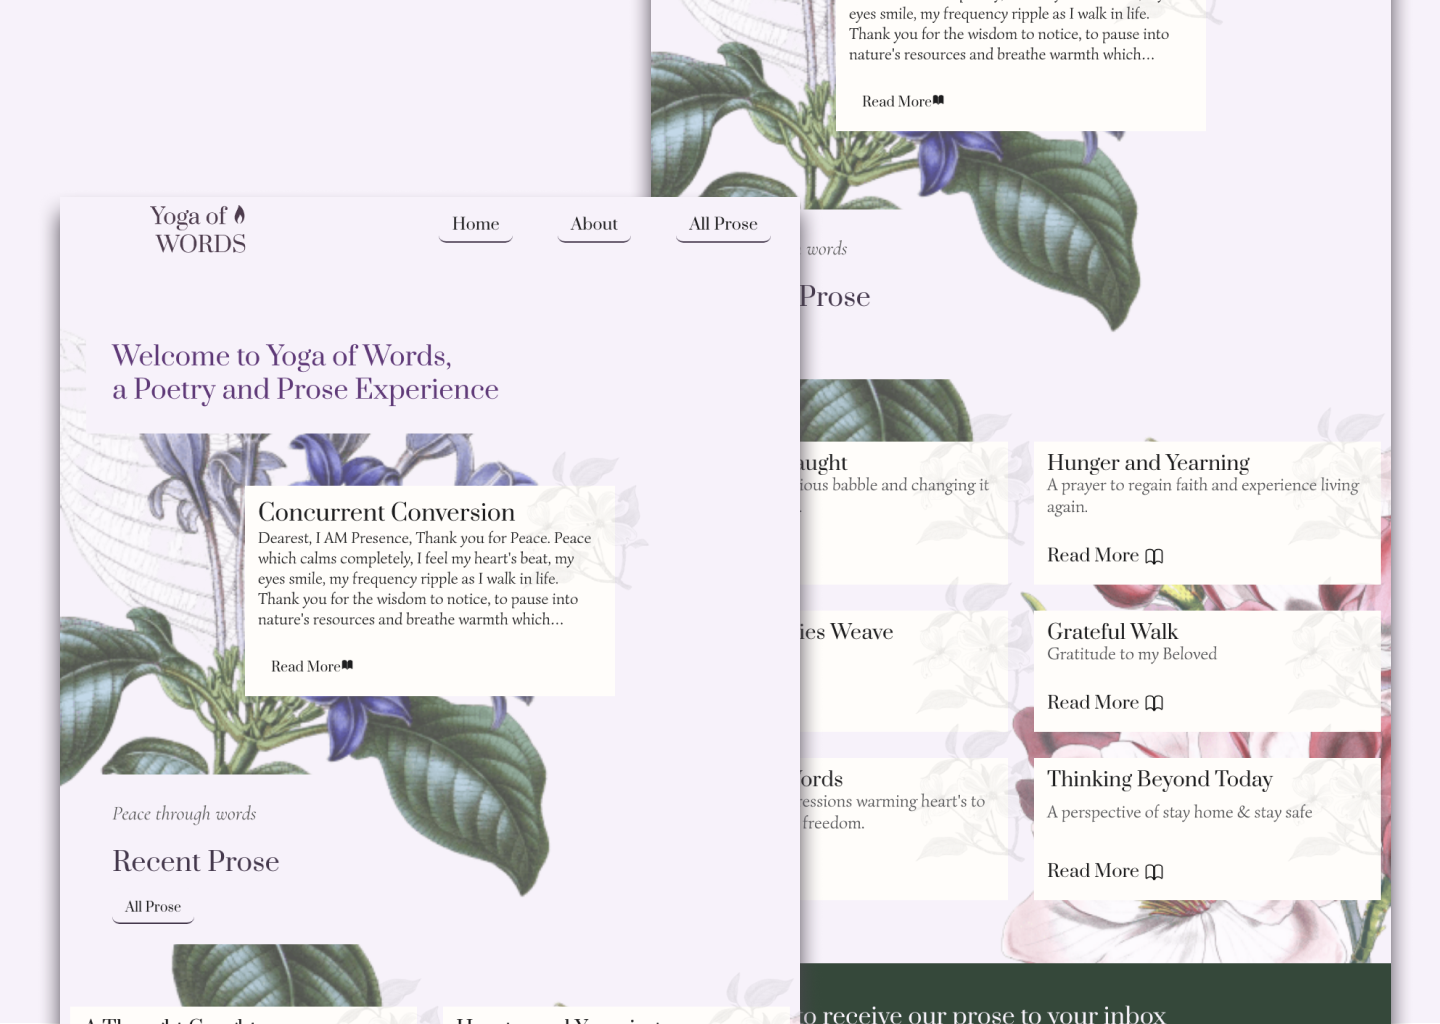 eyes smile, my frequency ripple as I walk in life.
Thank you for the wisdom to notice, to pause into
nature's resources and breathe warmth which...
Read More
words
Prose
Yoga of
WORDS
Home
About
All Prose
Welcome to Yoga of Words,
a Poetry and Prose Experience
Concurrent Conversion
Dearest, I AM Presence, Thank you for Peace. Peace
which calms completely, I feel my heart's beat, my
eyes smile, my frequency ripple as I walk in life.
Thank you for the wisdom to notice, to pause into
nature's resources and breathe warmth which...
Read More
Peace through words
Recent Prose
All Prose
babble and changing it
Hunger and Yearning
A prayer to regain faith and experience living
again.
Read More
Weave
Grateful Walk
Gratitude to my Beloved
Read More
warming heart's to
freedom.
Thinking Beyond Today
A perspective of stay home & stay safe
Read More
receive our prose to your inbox